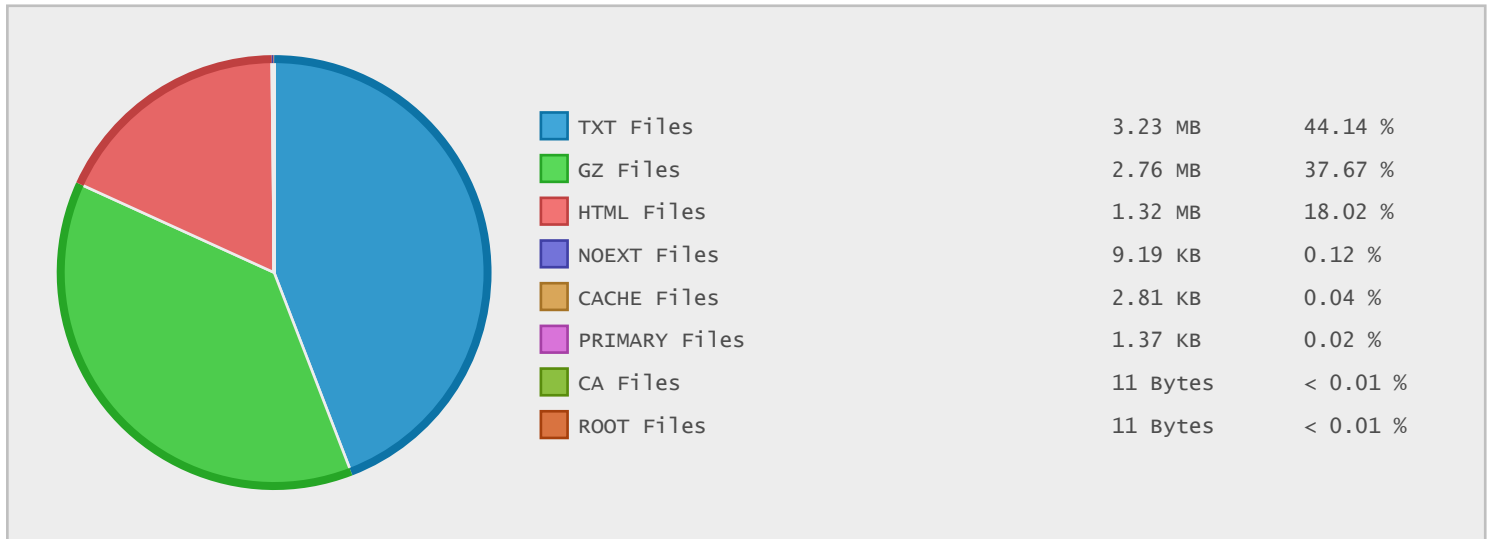 TXT Files 3.23 MB 44.14 %
GZ Files 2.76 MB 37.67 %
HTML Files 1.32 MB 18.02 %
NOEXT Files 9.19 KB 0.12 %
CACHE Files 2.81 KB 0.04 %
PRIMARY Files 1.37 KB 0.02 %
CA Files 11 Bytes < 0.01 %
ROOT Files 11 Bytes < 0.01 %